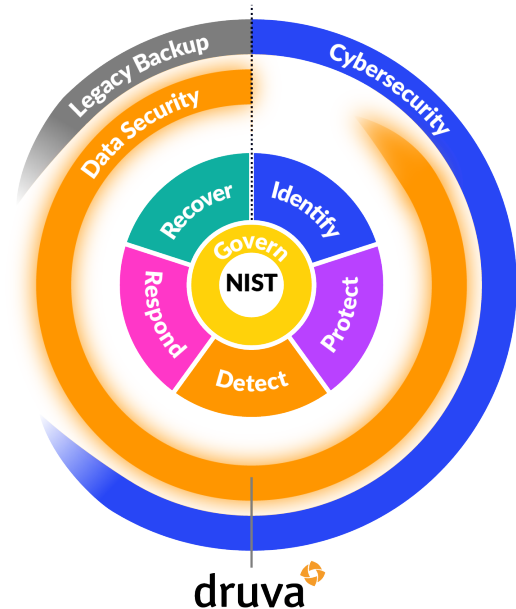 Legacy Backup
Cybersecurity
Data Security
Recover
Identify
Govern
NIST
Respond
Protect
Detect
druva